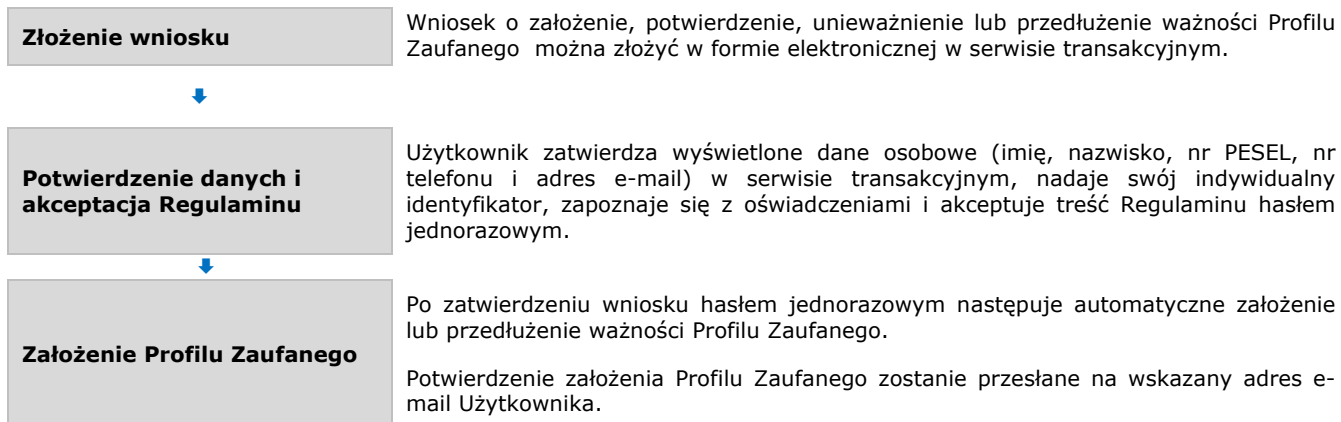 Złożenie wniosku
Wniosek o założenie, potwierdzenie, unieważnienie lub przedłużenie ważności Profilu
Zaufanego można złożyć w formie elektronicznej w serwisie transakcyjnym.
Potwierdzenie danych i
akceptacja Regulaminu
Użytkownik zatwierdza wyświetlone dane osobowe (imię, nazwisko, nr PESEL, nr
telefonu i adres e-mail) w serwisie transakcyjnym, nadaje swój indywidualny
identyfikator, zapoznaje się z oświadczeniami i akceptuje treść Regulaminu hasłem
jednorazowym.
Założenie Profilu Zaufanego
Po zatwierdzeniu wniosku hasłem jednorazowym następuje automatyczne założenie
lub przedłużenie ważności Profilu Zaufanego.
Potwierdzenie założenia Profilu Zaufanego zostanie przesłane na wskazany adres e-
mail Użytkownika.